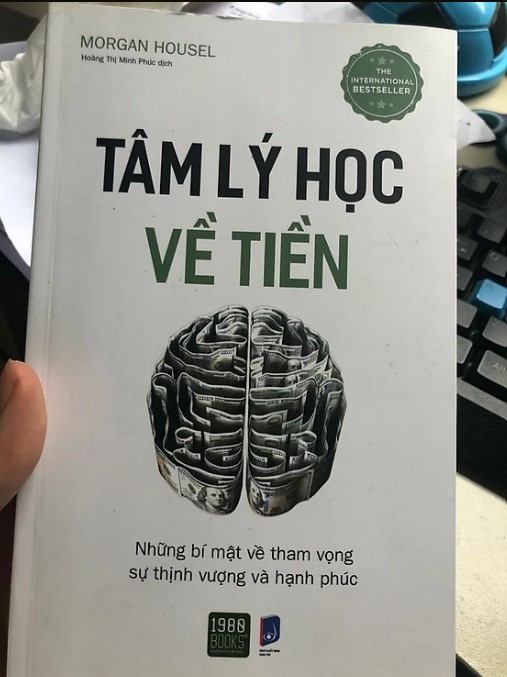 MORGAN HOUSEL
Hoàng Thị Minh Phúc dịch
THE
INTERNATIONAL
BESTSELLER
TÂM LÝ HỌC
VỀ TIỀN
Những bí mật về tham vọng
sự thịnh vượng và hạnh phúc
1980
BOOKS